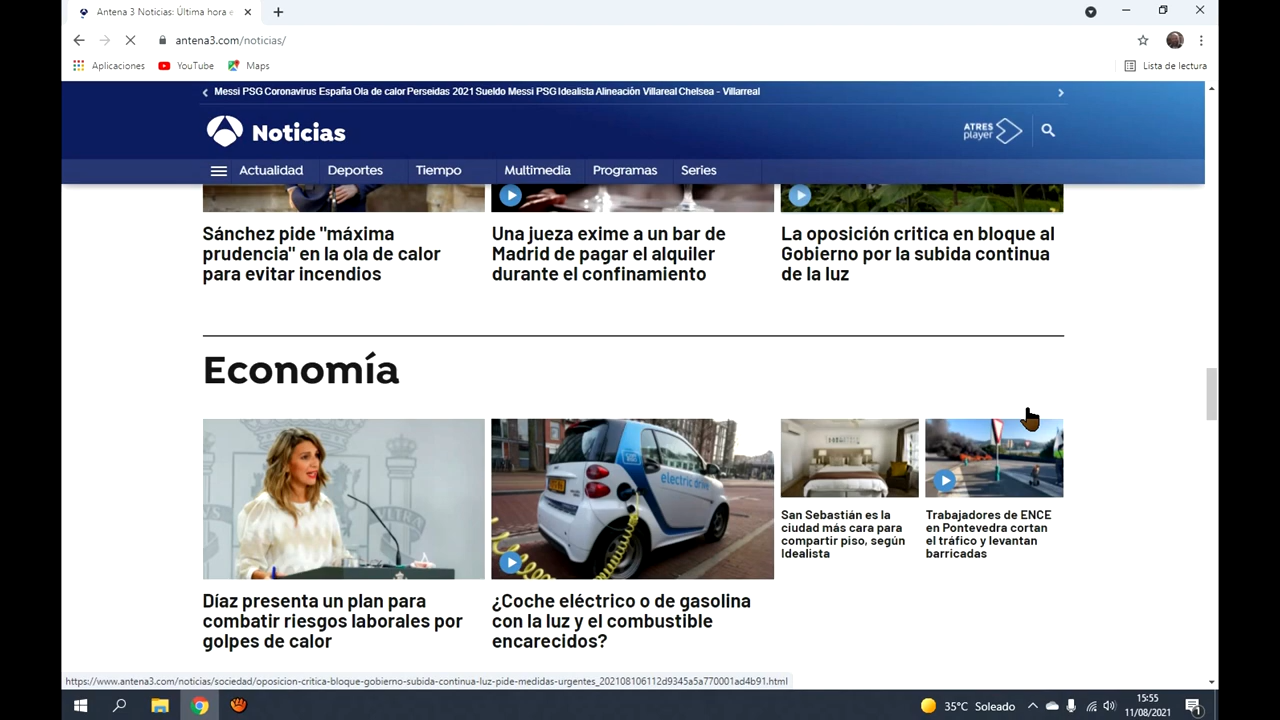 Antena 3 Noticias: Última hora e
antena3.com/noticias/
Aplicaciones YouTube Maps Lista de lectura
Messi PSG Coronavirus España Ola de calor Perseidas 2021 Sueldo Messi PSG Idealista Alineación Villareal Chelsea - Villarreal
Noticias
ATRES
player
Actualidad Deportes Tiempo Multimedia Programas Series
Sánchez pide "máxima
prudencia" en la ola de calor
para evitar incendios
Una jueza exime a un bar de
Madrid de pagar el alquiler
durante el confinamiento
La oposición critica en bloque al
Gobierno por la subida continua
de la luz
Economía
electric drive
Díaz presenta un plan para
combatir riesgos laborales por
golpes de calor
¿Coche eléctrico o de gasolina
con la luz y el combustible
encarecidos?
San Sebastián es la
ciudad más cara para
compartir piso, según
Idealista
Trabajadores de ENCE
en Pontevedra cortan
el tráfico y levantan
barricadas
https://www.antena3.com/noticias/sociedad/oposicion-critica-bloque-gobierno-subida-continua-luz-pide-medidas-urgentes_202108106112d9345a5a770001ad4b91.html
35°C Soleado
15:55
11/08/2021
1